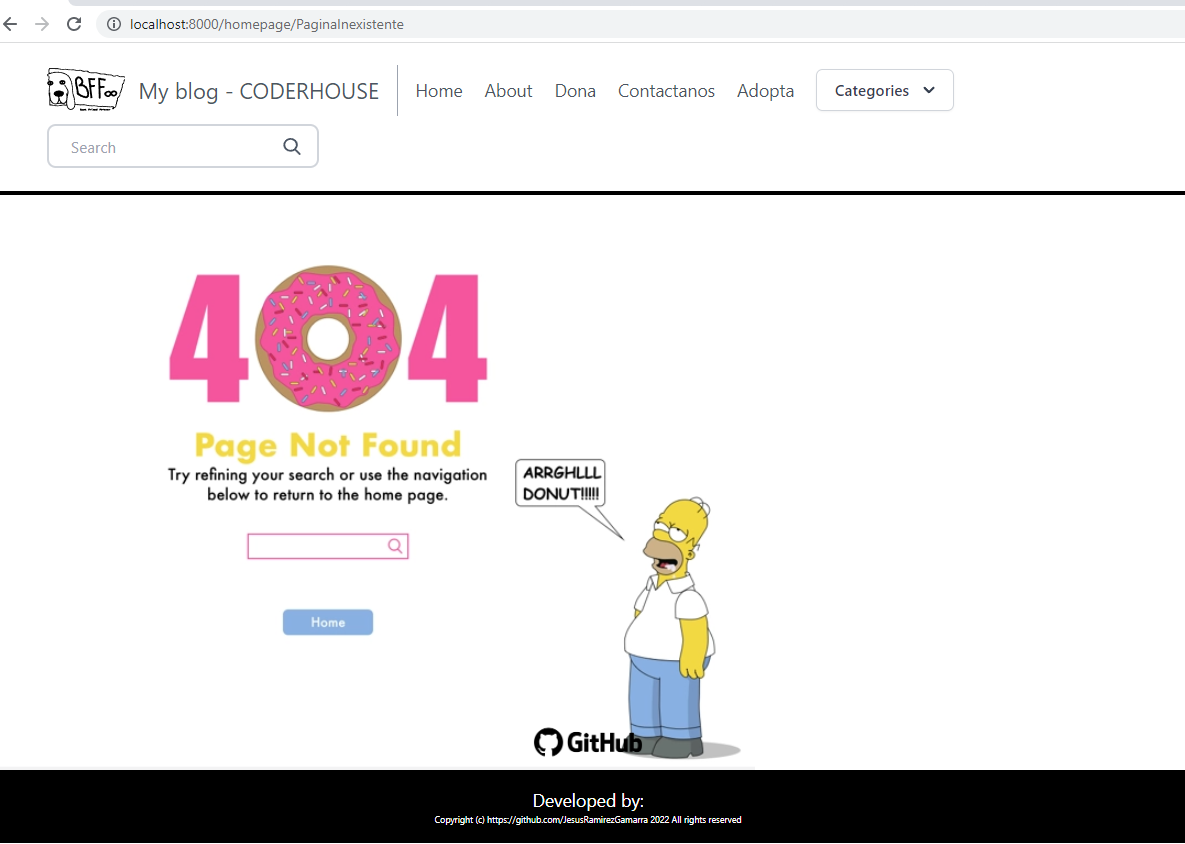 localhost:8000/homepage/PaginaInexistente
BFF
My blog - CODERHOUSE
Home About Dona Contactanos Adopta Categories
Search
404
Page Not Found
Try refining your search or use the navigation
below to return to the home page.
ARRGHLLL
DONUT!!!!!
Home
GitHub
Developed by:
Copyright (c) https://github.com/JesusRamirezGamarra 2022 All rights reserved